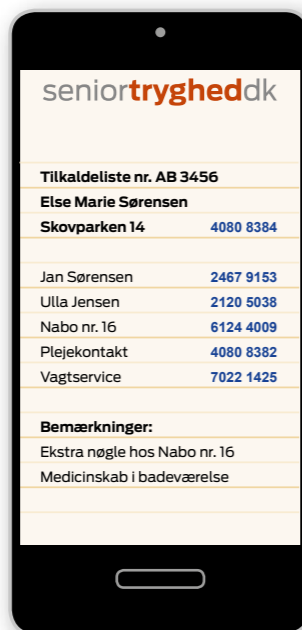 seniortrygheddk
Tilkaldeliste nr. AB 3456
Else Marie Sørensen
Skovparken 14 4080 8384
Jan Sørensen 2467 9153
Ulla Jensen 2120 5038
Nabo nr. 16 6124 4009
Plejekontakt 4080 8382
Vagtservice 7022 1425
Bemærkninger:
Ekstra nøgle hos Nabo nr. 16
Medicinskab i badeværelse